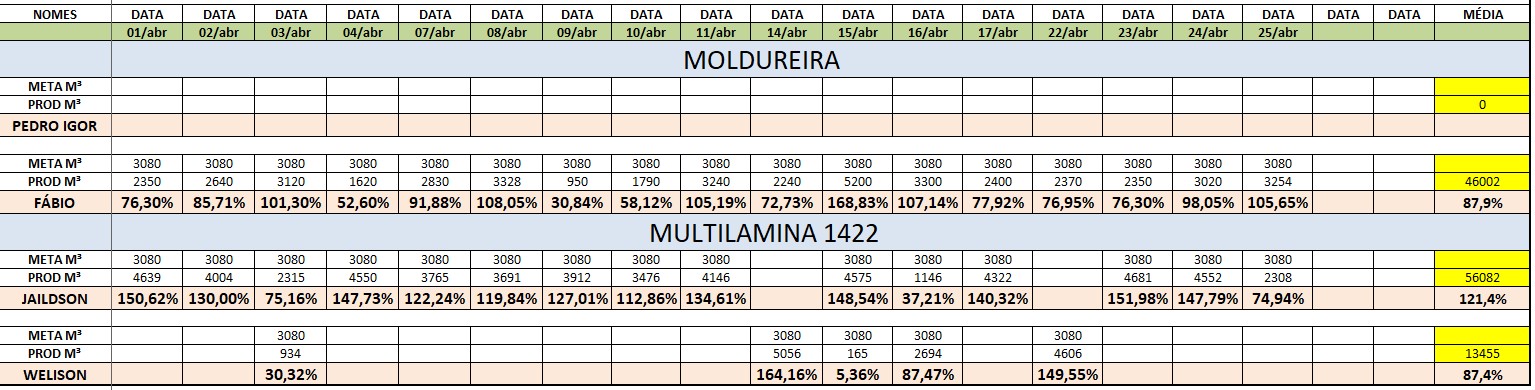 NOMES DATA DATA DATA DATA DATA DATA DATA DATA DATA DATA DATA DATA DATA DATA DATA DATA DATA DATA DATA MÉDIA
01/abr 02/abr 03/abr 04/abr 07/abr 08/abr 09/abr 10/abr 11/abr 14/abr 15/abr 16/abr 17/abr 22/abr 23/abr 24/abr 25/abr
MOLDUREIRA
META M³
PROD M³ 0
PEDRO IGOR
META M³ 3080 3080 3080 3080 3080 3080 3080 3080 3080 3080 3080 3080 3080 3080 3080 3080 3080
PROD M³ 2350 2640 3120 1620 2830 3328 950 1790 3240 2240 5200 3300 2400 2370 2350 3020 3254 46002
FÁBIO 76,30% 85,71% 101,30% 52,60% 91,88% 108,05% 30,84% 58,12% 105,19% 72,73% 168,83% 107,14% 77,92% 76,95% 76,30% 98,05% 105,65% 87,9%
MULTILAMINA 1422
META M³ 3080 3080 3080 3080 3080 3080 3080 3080 3080 3080 3080 3080 3080 3080 3080
PROD M³ 4639 4004 2315 4550 3765 3691 3912 3476 4146 4575 1146 4322 4681 4552 2308 56082
JAILDSON 150,62% 130,00% 75,16% 147,73% 122,24% 119,84% 127,01% 112,86% 134,61% 148,54% 37,21% 140,32% 151,98% 147,79% 74,94% 121,4%
META M³ 3080 3080 3080 3080 3080
PROD M³ 934 5056 165 2694 4606 13455
WELISON 30,32% 164,16% 5,36% 87,47% 149,55% 87,4%